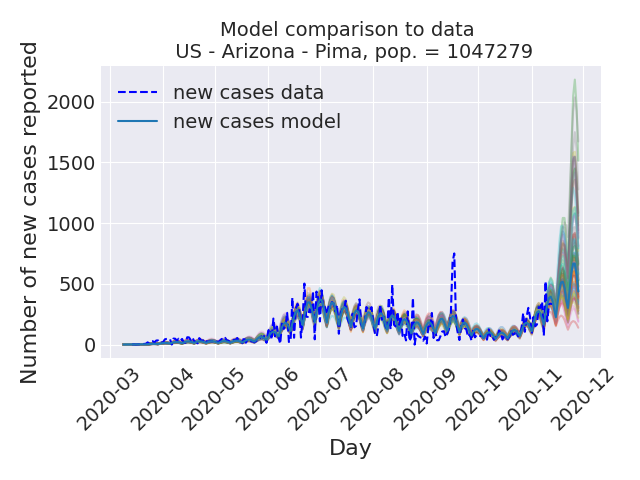 Model comparison to data
US - Arizona - Pima, pop. = 1047279
Number of new cases reported
2000
1500
1000
500
0
new cases data
new cases model
2020-03
2020-04
2020-05
2020-06
2020-07
2020-08
2020-09
2020-10
2020-11
2020-12
Day